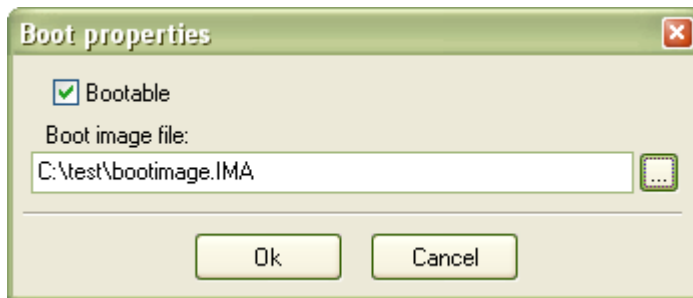 Boot properties
Bootable
Boot image file:
C:\test\bootimage.IMA
...
Ok
Cancel